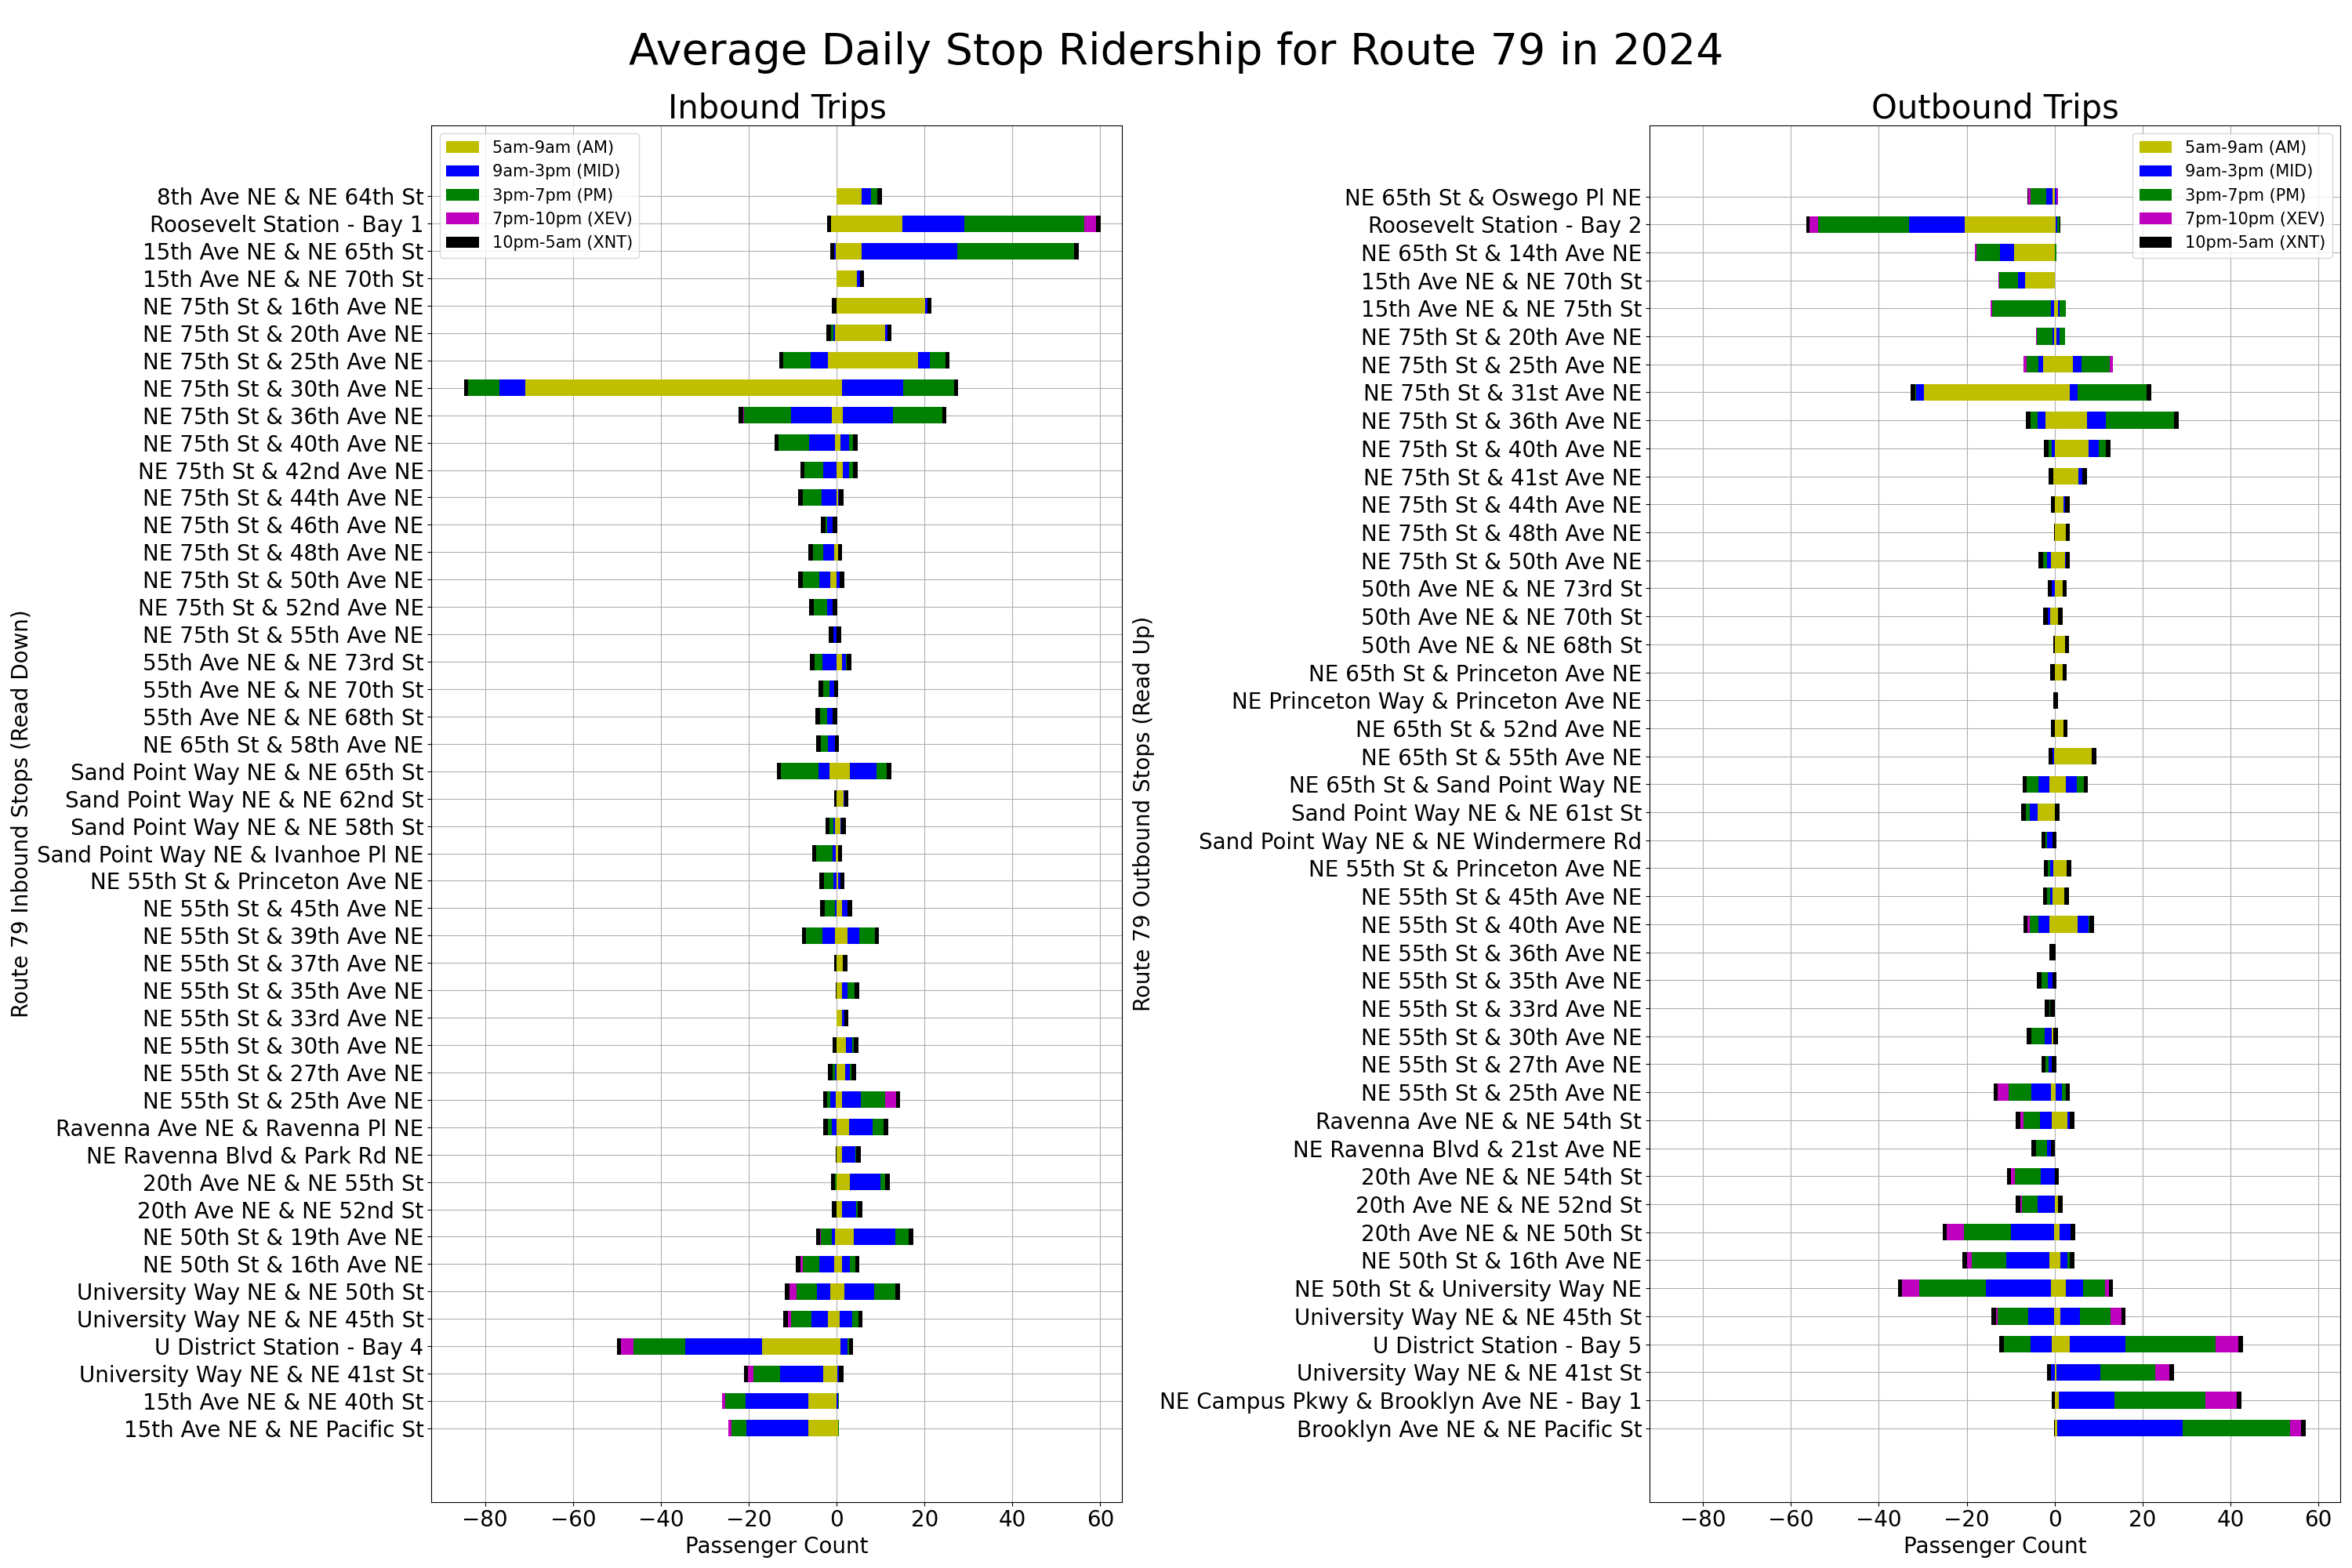 Average Daily Stop Ridership for Route 79 in 2024
Inbound Trips
5am-9am (AM)
9am-3pm (MID)
3pm-7pm (PM)
7pm-10pm (XEV)
10pm-5am (XNT)
Route 79 Inbound Stops (Read Down)
8th Ave NE & NE 64th St
Roosevelt Station - Bay 1
15th Ave NE & NE 65th St
15th Ave NE & NE 70th St
NE 75th St & 16th Ave NE
NE 75th St & 20th Ave NE
NE 75th St & 25th Ave NE
NE 75th St & 30th Ave NE
NE 75th St & 36th Ave NE
NE 75th St & 40th Ave NE
NE 75th St & 42nd Ave NE
NE 75th St & 44th Ave NE
NE 75th St & 46th Ave NE
NE 75th St & 48th Ave NE
NE 75th St & 50th Ave NE
NE 75th St & 52nd Ave NE
NE 75th St & 55th Ave NE
55th Ave NE & NE 73rd St
55th Ave NE & NE 70th St
55th Ave NE & NE 68th St
NE 65th St & 58th Ave NE
Sand Point Way NE & NE 65th St
Sand Point Way NE & NE 62nd St
Sand Point Way NE & NE 58th St
Sand Point Way NE & Ivanhoe Pl NE
NE 55th St & Princeton Ave NE
NE 55th St & 45th Ave NE
NE 55th St & 39th Ave NE
NE 55th St & 37th Ave NE
NE 55th St & 35th Ave NE
NE 55th St & 33rd Ave NE
NE 55th St & 30th Ave NE
NE 55th St & 27th Ave NE
NE 55th St & 25th Ave NE
Ravenna Ave NE & Ravenna Pl NE
NE Ravenna Blvd & Park Rd NE
20th Ave NE & NE 55th St
20th Ave NE & NE 52nd St
NE 50th St & 19th Ave NE
NE 50th St & 16th Ave NE
University Way NE & NE 50th St
University Way NE & NE 45th St
U District Station - Bay 4
University Way NE & NE 41st St
15th Ave NE & NE 40th St
15th Ave NE & NE Pacific St
−80 −60 −40 −20 0 20 40 60
Passenger Count
Outbound Trips
5am-9am (AM)
9am-3pm (MID)
3pm-7pm (PM)
7pm-10pm (XEV)
10pm-5am (XNT)
Route 79 Outbound Stops (Read Up)
NE 65th St & Oswego Pl NE
Roosevelt Station - Bay 2
NE 65th St & 14th Ave NE
15th Ave NE & NE 70th St
15th Ave NE & NE 75th St
NE 75th St & 20th Ave NE
NE 75th St & 25th Ave NE
NE 75th St & 31st Ave NE
NE 75th St & 36th Ave NE
NE 75th St & 40th Ave NE
NE 75th St & 41st Ave NE
NE 75th St & 44th Ave NE
NE 75th St & 48th Ave NE
NE 75th St & 50th Ave NE
50th Ave NE & NE 73rd St
50th Ave NE & NE 70th St
50th Ave NE & NE 68th St
NE 65th St & Princeton Ave NE
NE Princeton Way & Princeton Ave NE
NE 65th St & 52nd Ave NE
NE 65th St & 55th Ave NE
NE 65th St & Sand Point Way NE
Sand Point Way NE & NE 61st St
Sand Point Way NE & NE Windermere Rd
NE 55th St & Princeton Ave NE
NE 55th St & 45th Ave NE
NE 55th St & 40th Ave NE
NE 55th St & 36th Ave NE
NE 55th St & 35th Ave NE
NE 55th St & 33rd Ave NE
NE 55th St & 30th Ave NE
NE 55th St & 27th Ave NE
NE 55th St & 25th Ave NE
Ravenna Ave NE & NE 54th St
NE Ravenna Blvd & 21st Ave NE
20th Ave NE & NE 54th St
20th Ave NE & NE 52nd St
20th Ave NE & NE 50th St
NE 50th St & 16th Ave NE
NE 50th St & University Way NE
University Way NE & NE 45th St
U District Station - Bay 5
University Way NE & NE 41st St
NE Campus Pkwy & Brooklyn Ave NE - Bay 1
Brooklyn Ave NE & NE Pacific St
−80 −60 −40 −20 0 20 40 60
Passenger Count